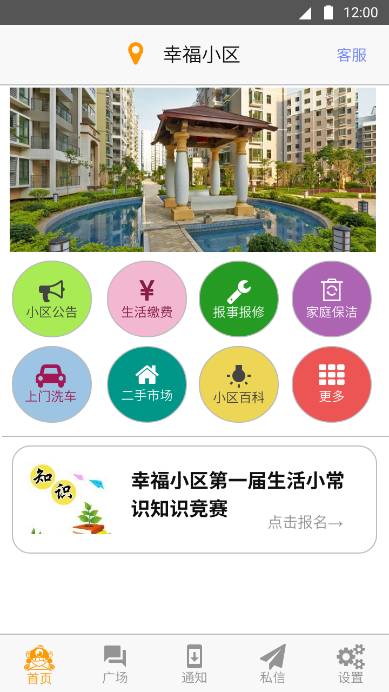 12:00
幸福小区
客服
小区公告
¥
生活缴费
报事报修
家庭保洁
上门洗车
二手市场
小区百科
更多
知
识
幸福小区第一届生活小常
识知识竞赛
点击报名→
首页
广场
通知
私信
设置